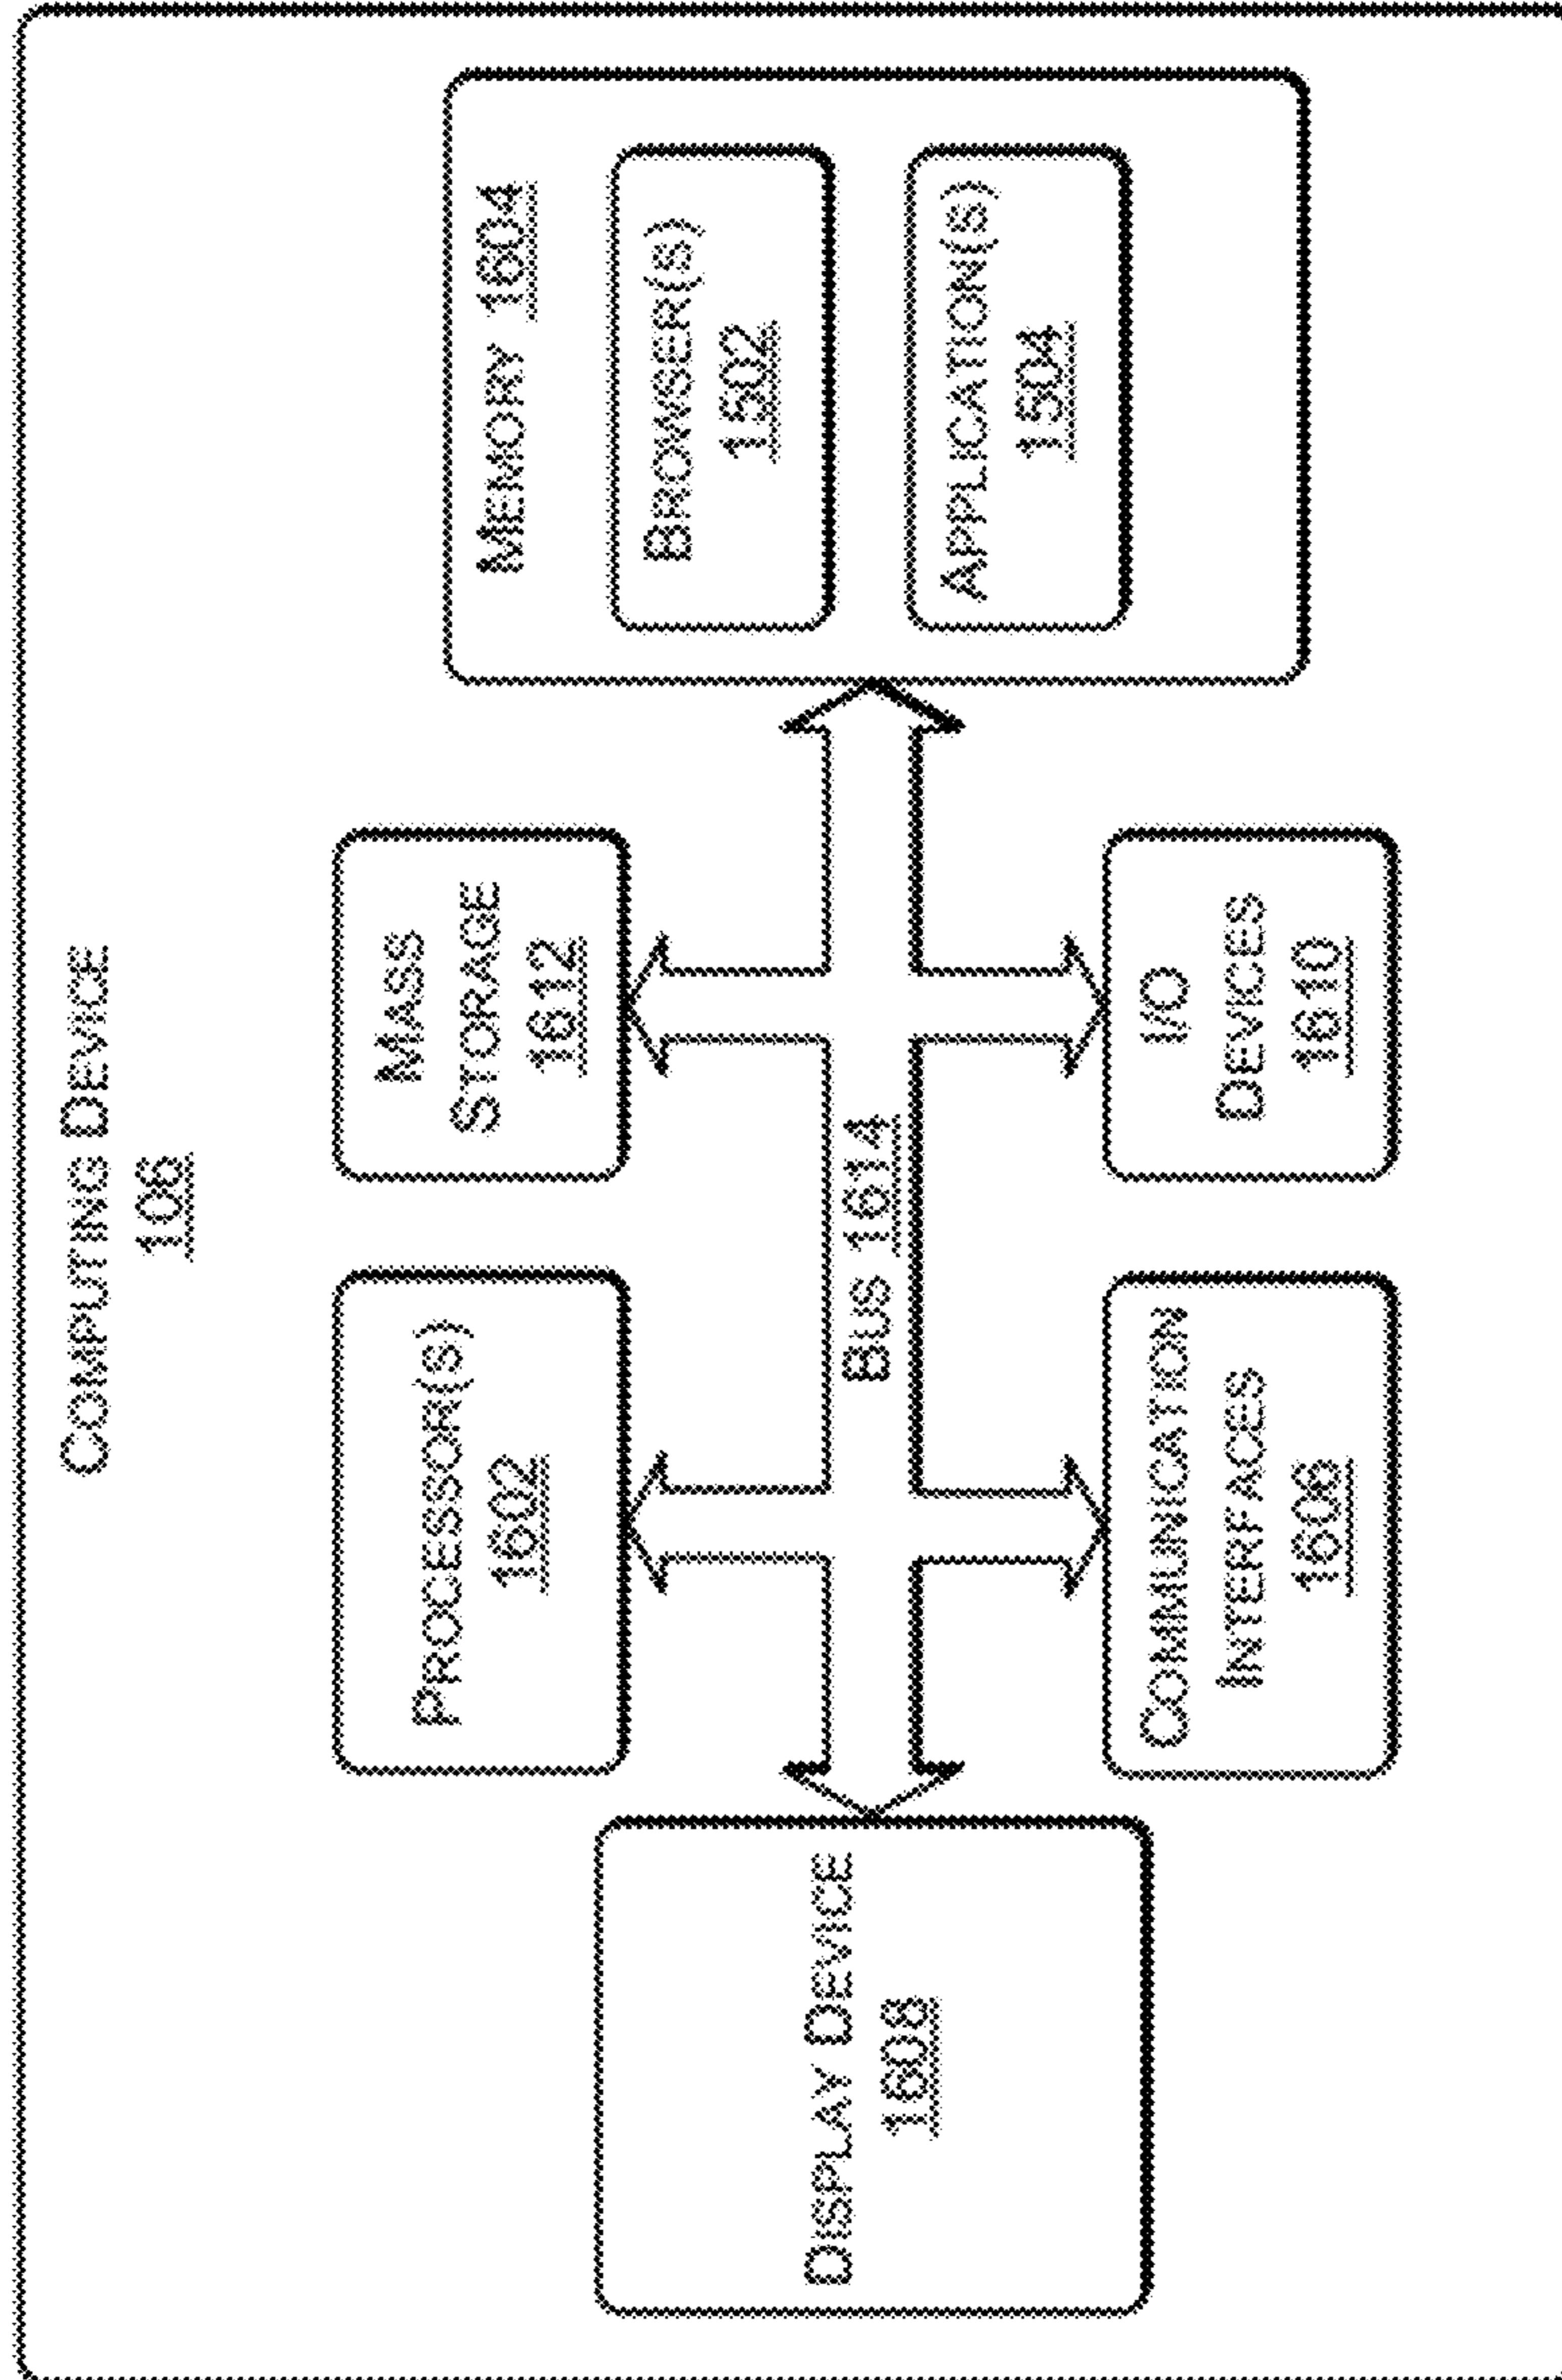 COMPUTING DEVICE
106
PROCESSOR(S)
1602
MASS
STORAGE
1612
MEMORY 1604
BROWSER(S)
1502
APPLICATION(S)
1504
DISPLAY DEVICE
1608
BUS 1614
COMMUNICATION
INTERFACES
1606
I/O
DEVICES
1610